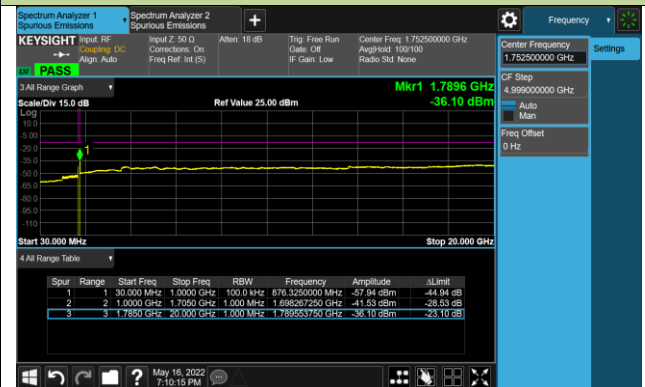 Spectrum Analyzer 1
Spurious Emissions
Spectrum Analyzer 2
Spurious Emissions
Frequency
KEYSIGHT
Input: RF
Coupling: DC
Align: Auto
Input Z: 50 Ω
Corrections: On
Freq Ref: Int (S)
Atten: 18 dB
Trig: Free Run
Gate: Off
IF Gain: Low
Center Freq: 1.752500000 GHz
Avg|Hold: 100/100
Radio Std: None
PASS
Center Frequency
1.752500000 GHz
Settings
CF Step
4.999000000 GHz
Auto
Man
Freq Offset
0 Hz
3 All Range Graph
Mkr1 1.7896 GHz
-36.10 dBm
Scale/Div 15.0 dB
Ref Value 25.00 dBm
Log
10.0
-5.00
-20.0
-35.0
-50.0
-65.0
-80.0
-95.0
-110
1
Start 30.000 MHz
Stop 20.000 GHz
4 All Range Table
Spur Range Start Freq Stop Freq RBW Frequency Amplitude ΔLimit
1 1 30.000 MHz 1.0000 GHz 100.0 kHz 876.3250000 MHz -57.94 dBm -44.94 dB
2 2 1.0000 GHz 1.7050 GHz 1.000 MHz 1.698267250 GHz -41.53 dBm -28.53 dB
3 3 1.7850 GHz 20.000 GHz 1.000 MHz 1.789553750 GHz -36.10 dBm -23.10 dB
May 16, 2022
7:10:15 PM